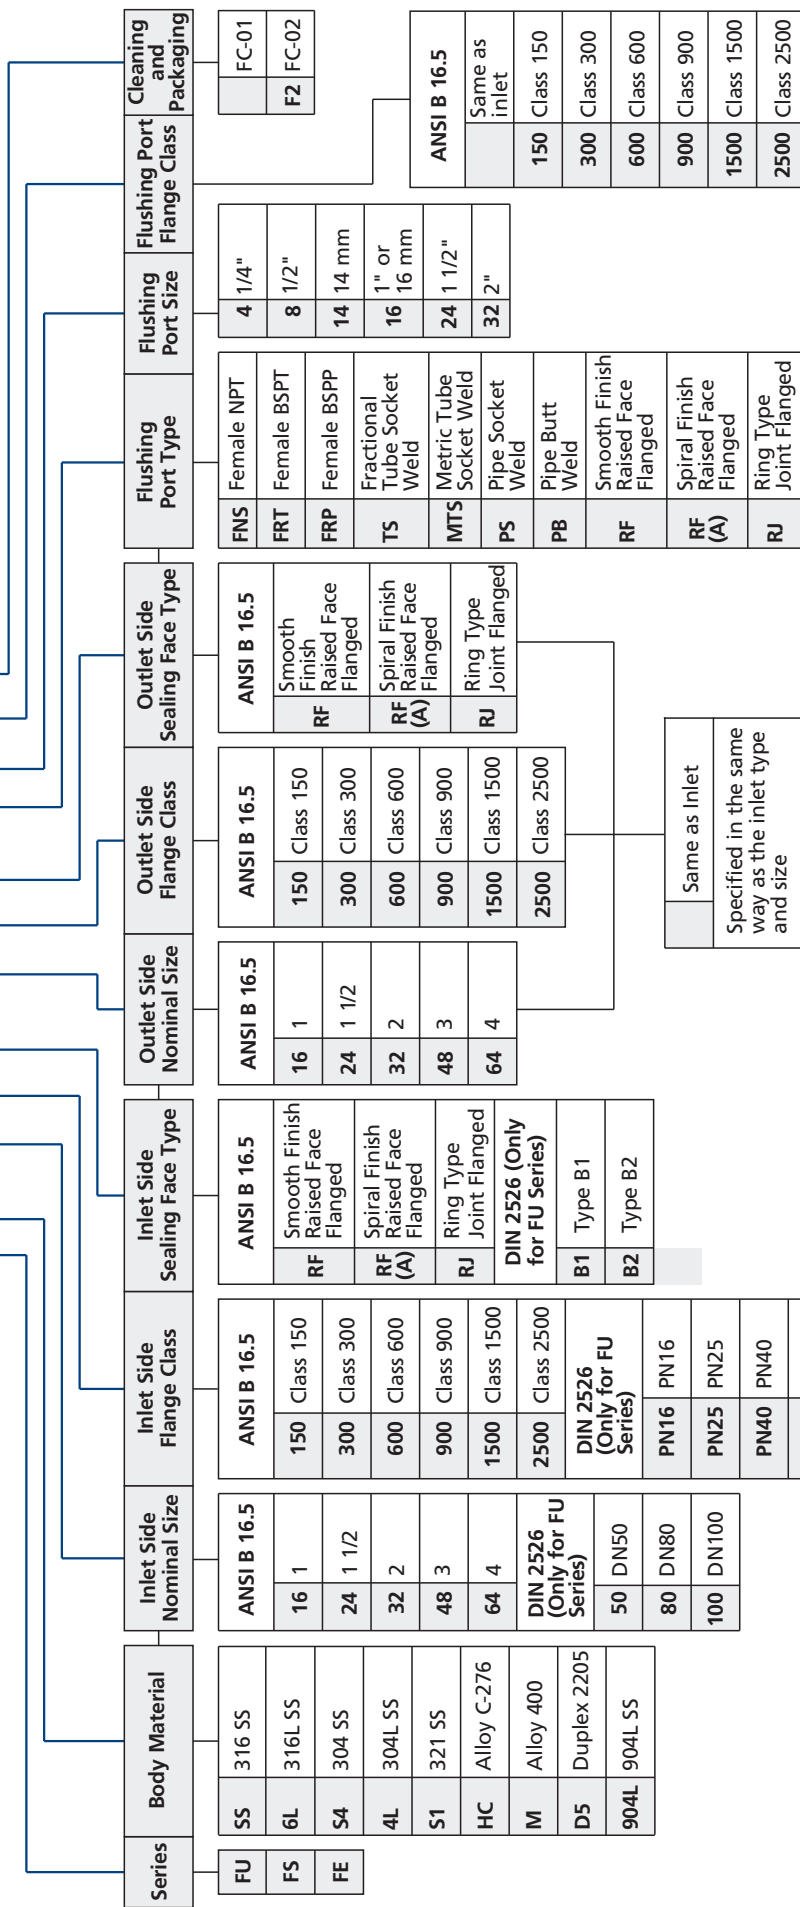 Series
FU
FS
FE
Body Material
SS 316 SS
6L 316L SS
S4 304 SS
4L 304L SS
S1 321 SS
HC Alloy C-276
M Alloy 400
D5 Duplex 2205
904L 904L SS
Inlet Side
Nominal Size
ANSI B 16.5
16 1
24 1 1/2
32 2
48 3
64 4
DIN 2526
(Only for FU
Series)
50 DN50
80 DN80
100 DN100
Inlet Side
Flange Class
ANSI B 16.5
150 Class 150
300 Class 300
600 Class 600
900 Class 900
1500 Class 1500
2500 Class 2500
DIN 2526
(Only for FU
Series)
PN16 PN16
PN25 PN25
PN40 PN40
Inlet Side
Sealing Face Type
ANSI B 16.5
RF
Smooth Finish
Raised Face
Flanged
RF
(A)
Spiral Finish
Raised Face
Flanged
RJ
Ring Type
Joint Flanged
DIN 2526 (Only
for FU Series)
B1 Type B1
B2 Type B2
Outlet Side
Nominal Size
ANSI B 16.5
16 1
24 1 1/2
32 2
48 3
64 4
Outlet Side
Flange Class
ANSI B 16.5
150 Class 150
300 Class 300
600 Class 600
900 Class 900
1500 Class 1500
2500 Class 2500
Outlet Side
Sealing Face Type
ANSI B 16.5
RF
Smooth
Finish
Raised Face
Flanged
RF
(A)
Spiral Finish
Raised Face
Flanged
RJ
Ring Type
Joint Flanged
Same as Inlet
Specified in the same
way as the inlet type
and size
Flushing
Port Type
FNS Female NPT
FRT Female BSPT
FRP Female BSPP
TS
Fractional
Tube Socket
Weld
MTS
Metric Tube
Socket Weld
PS
Pipe Socket
Weld
PB
Pipe Butt
Weld
RF
Smooth Finish
Raised Face
Flanged
RF
(A)
Spiral Finish
Raised Face
Flanged
RJ
Ring Type
Joint Flanged
Flushing
Port Size
4 1/4"
8 1/2"
14 14 mm
16
1" or
16 mm
24 1 1/2"
32 2"
Flushing Port
Flange Class
ANSI B 16.5
Same as
inlet
150 Class 150
300 Class 300
600 Class 600
900 Class 900
1500 Class 1500
2500 Class 2500
Cleaning
and
Packaging
FC-01
F2 FC-02